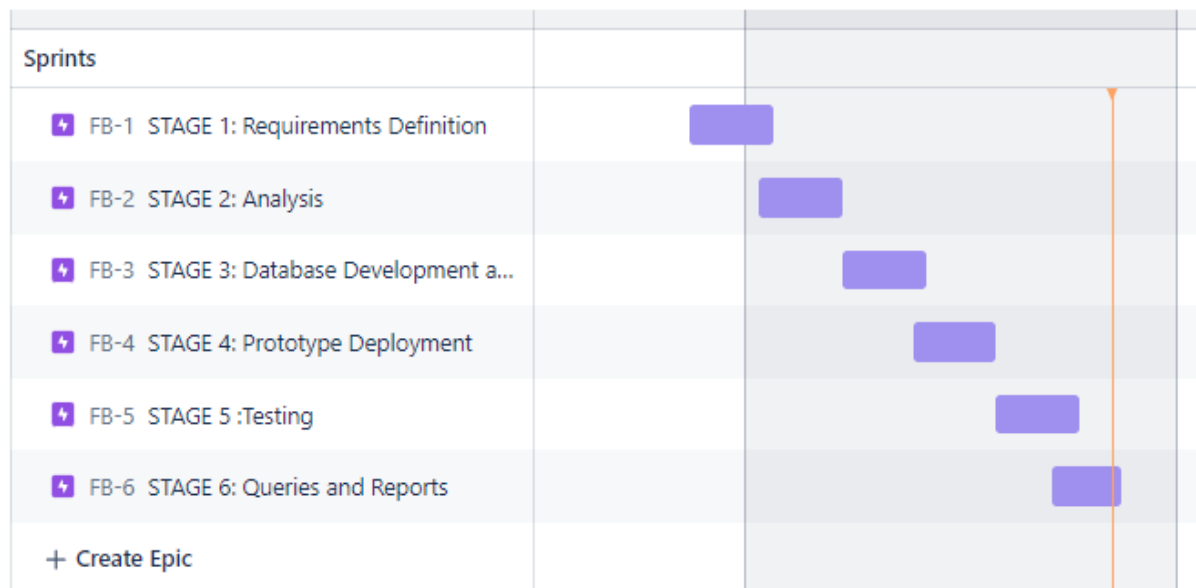 Sprints
FB-1 STAGE 1: Requirements Definition
FB-2 STAGE 2: Analysis
FB-3 STAGE 3: Database Development a...
FB-4 STAGE 4: Prototype Deployment
FB-5 STAGE 5 :Testing
FB-6 STAGE 6: Queries and Reports
+ Create Epic